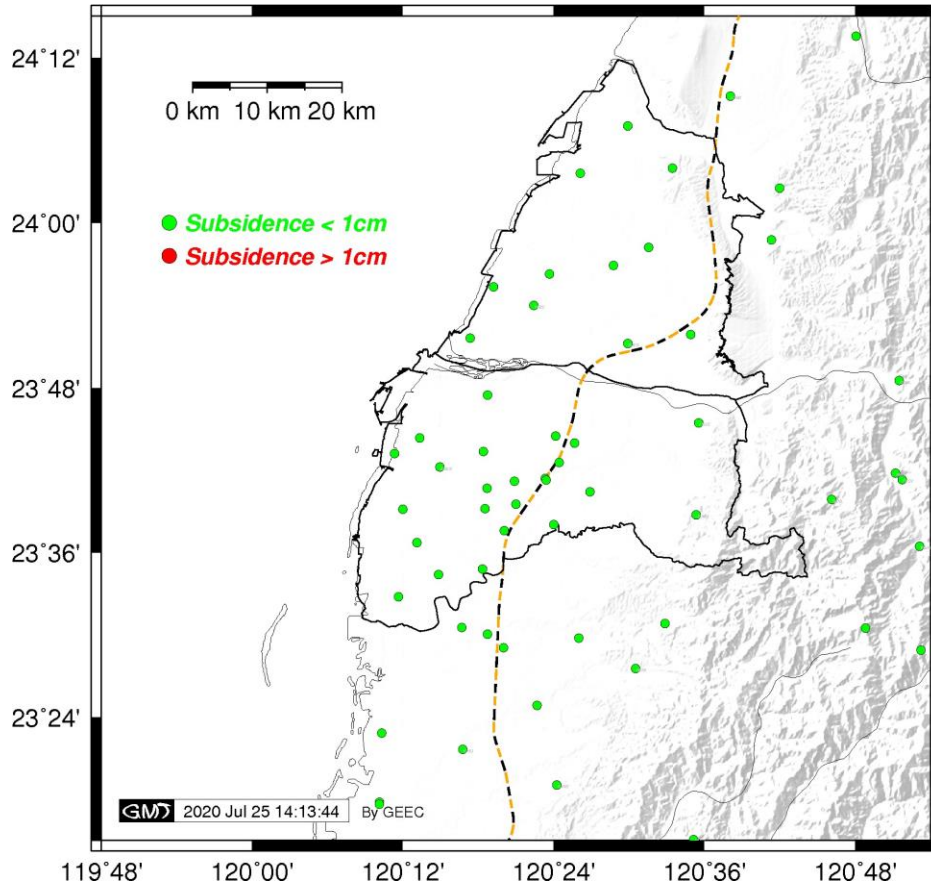 24°12'
0 km 10 km 20 km
24°00'
Subsidence < 1cm
Subsidence > 1cm
23°48'
23°36'
23°24'
GMT 2020 Jul 25 14:13:44 By GEEC
119°48' 120°00' 120°12' 120°24' 120°36' 120°48'